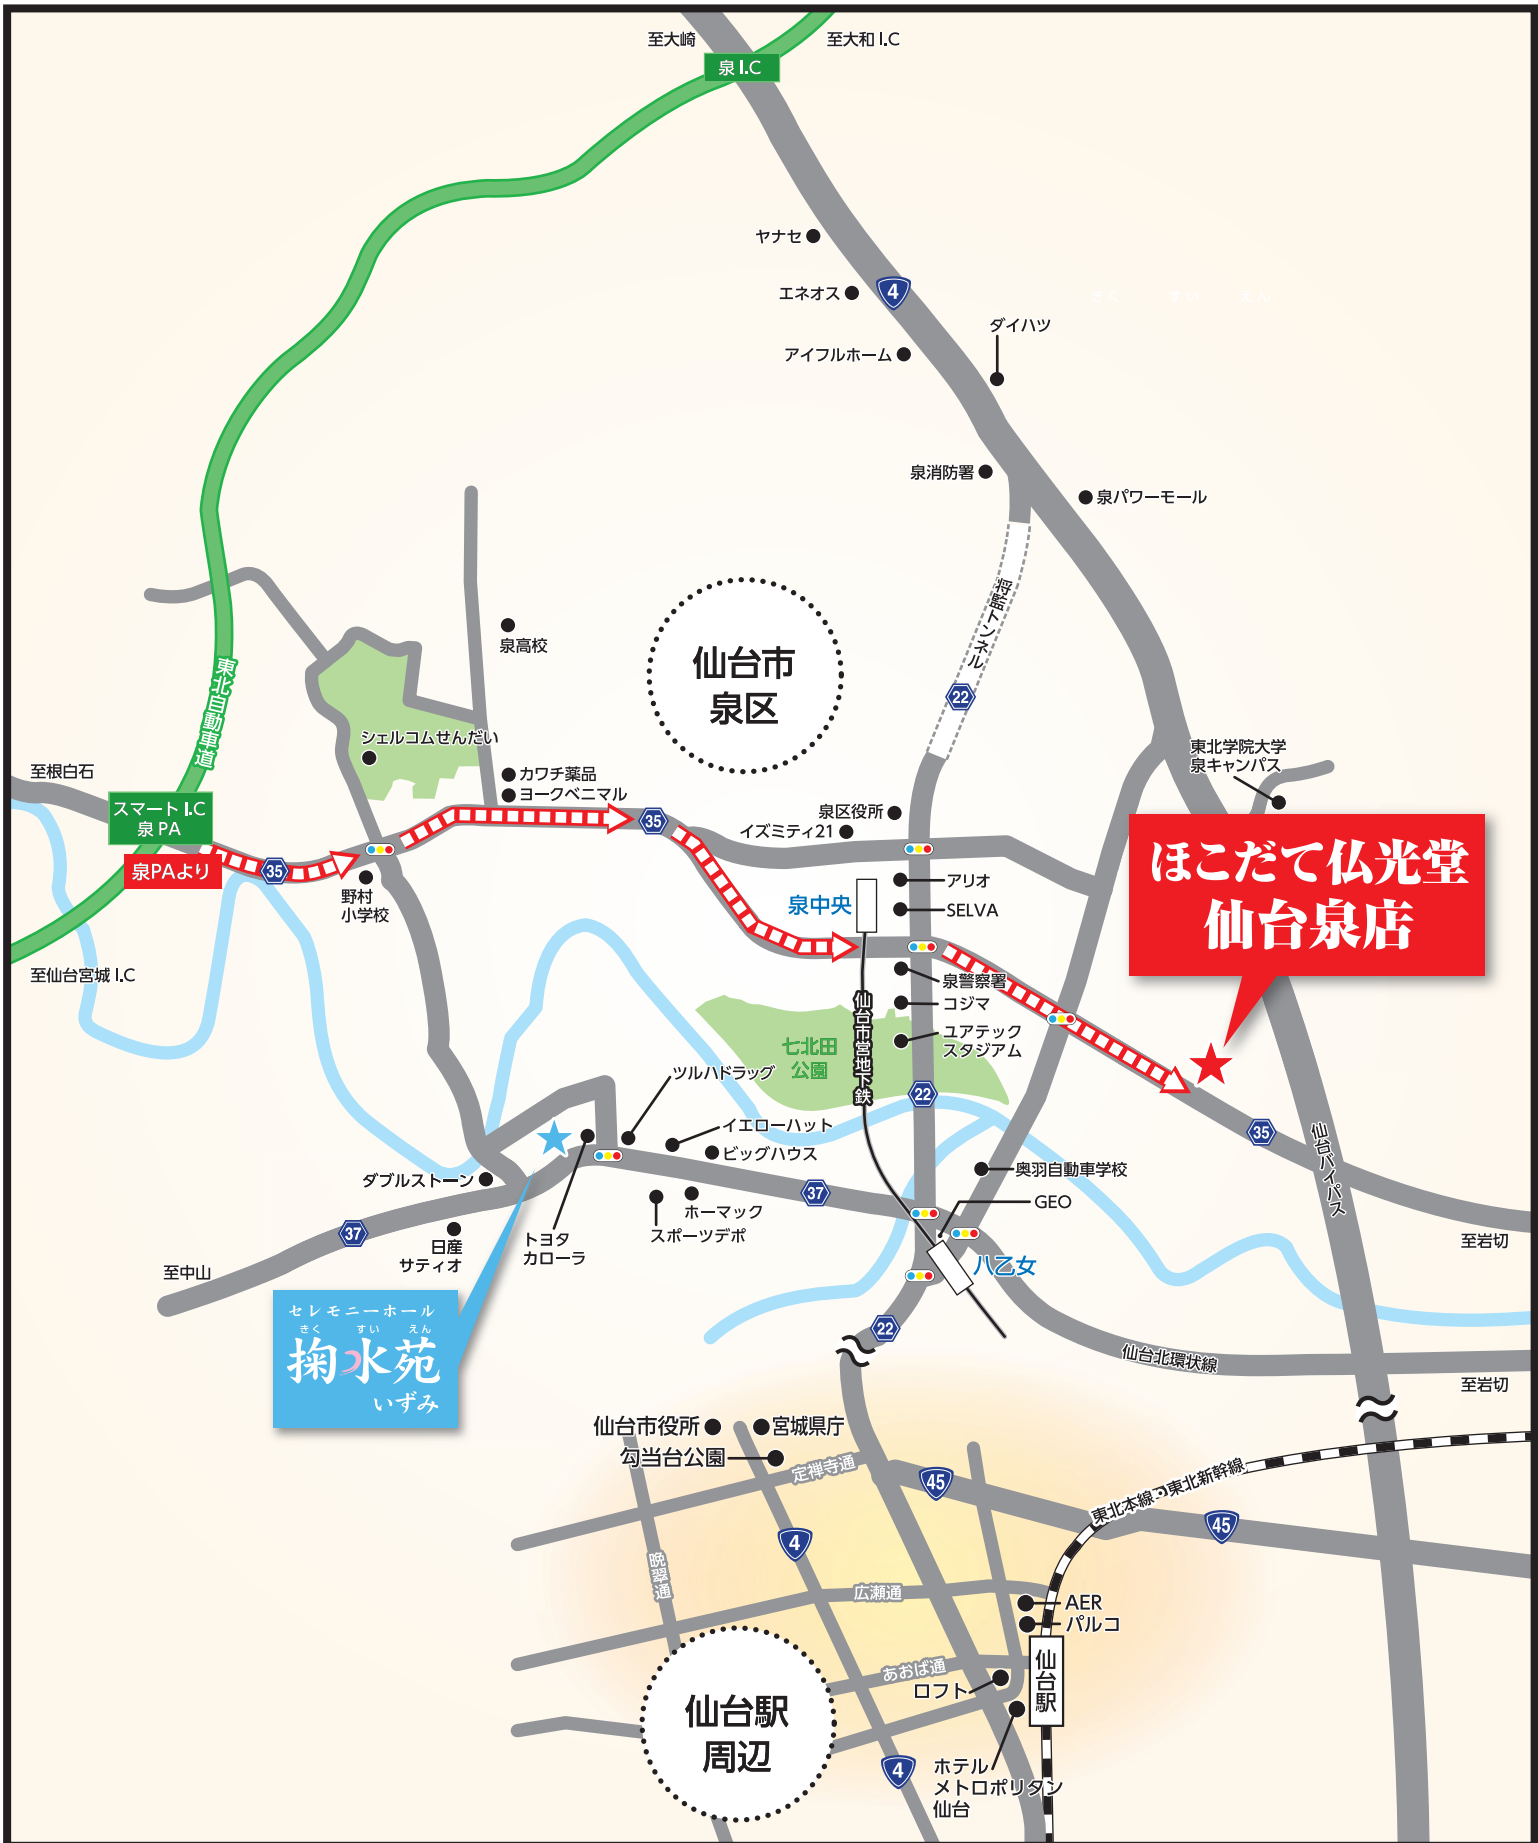 至大崎
至大和 I.C
泉 I.C
ヤナセ
エネオス
4
きく すい えん
ダイハツ
アイフルホーム
泉消防署
泉パワーモール
泉高校
仙台市
泉区
22
東北自動車道
シェルコムせんだい
東北学院大学
泉キャンパス
至根白石
カワチ薬品
ヨークベニマル
スマート I.C
泉 PA
泉区役所
イズミティ21
35
泉PAより
35
ほこだて仏光堂
仙台泉店
野村
小学校
アリオ
泉中央
SELVA
至仙台宮城 I.C
泉警察署
コジマ
仙台市営地下鉄
ユアテック
スタジアム
七北田
公園
ツルハドラッグ
22
イエローハット
35
仙台バイパス
ビッグハウス
奥羽自動車学校
ダブルストーン
37
GEO
ホーマック
スポーツデポ
37
日産
サティオ
トヨタ
カローラ
至岩切
至中山
八乙女
セレモニーホール
きく すい えん
掬水苑
いずみ
22
仙台北環状線
至岩切
仙台市役所
宮城県庁
勾当台公園
定禅寺通
45
東北本線・東北新幹線
45
4
晩翠通
広瀬通
AER
パルコ
あおば通
ロフト
仙台駅
仙台駅
周辺
4
ホテル
メトロポリタン
仙台